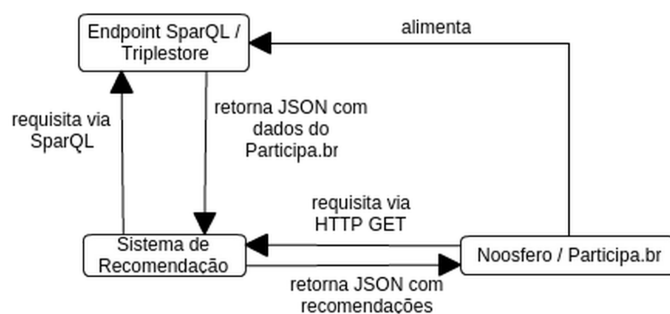 Endpoint SparQL /
Triplestore
alimenta
requisita via
SparQL
retorna JSON com
dados do
Participa.br
requisita via
HTTP GET
Sistema de
Recomendação
Noosfero / Participa.br
retorna JSON com
recomendações